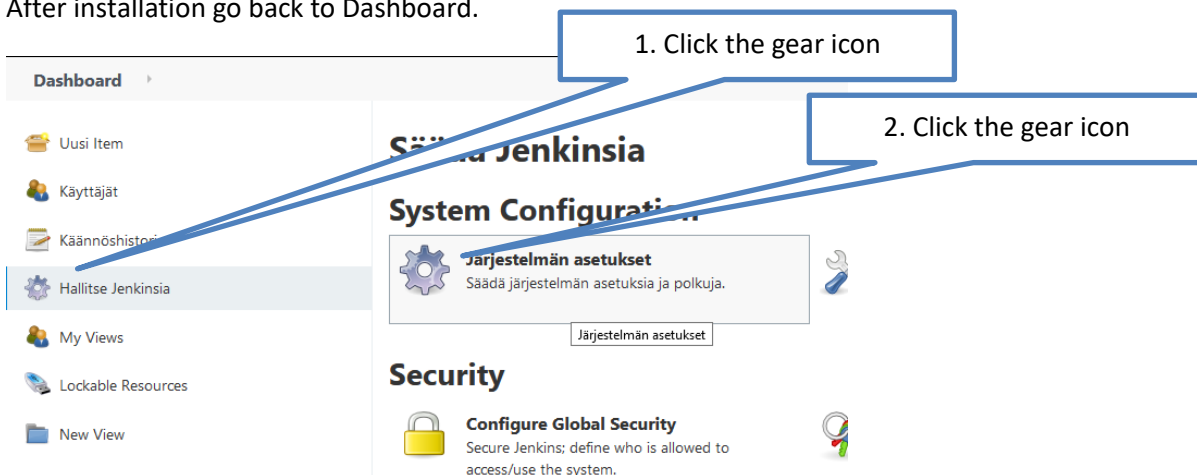 After installation go back to Dashboard.
1. Click the gear icon
Dashboard
2. Click the gear icon
Uusi Item
Käyttäjät
Käännöshistoria
Hallitse Jenkinsia
My Views
Lockable Resources
New View
Säädä Jenkinsia
System Configuration
Järjestelmän asetukset
Säädä järjestelmän asetuksia ja polkuja.
Järjestelmän asetukset
Security
Configure Global Security
Secure Jenkins; define who is allowed to
access/use the system.